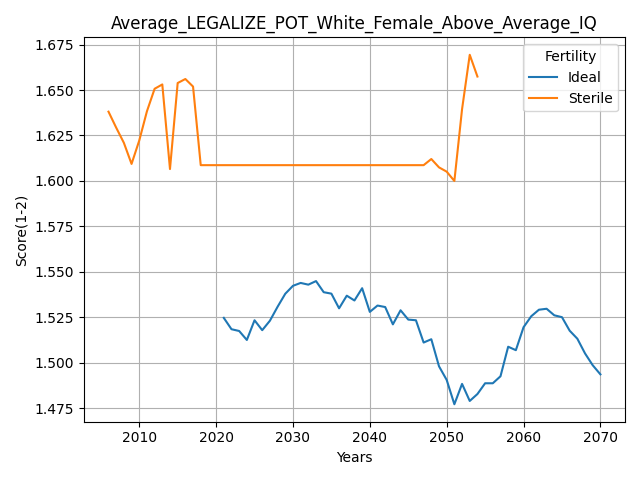 Average_LEGALIZE_POT_White_Female_Above_Average_IQ
Fertility
Ideal
Sterile
Score(1-2)
1.675
1.650
1.625
1.600
1.575
1.550
1.525
1.500
1.475
2010 2020 2030 2040 2050 2060 2070
Years